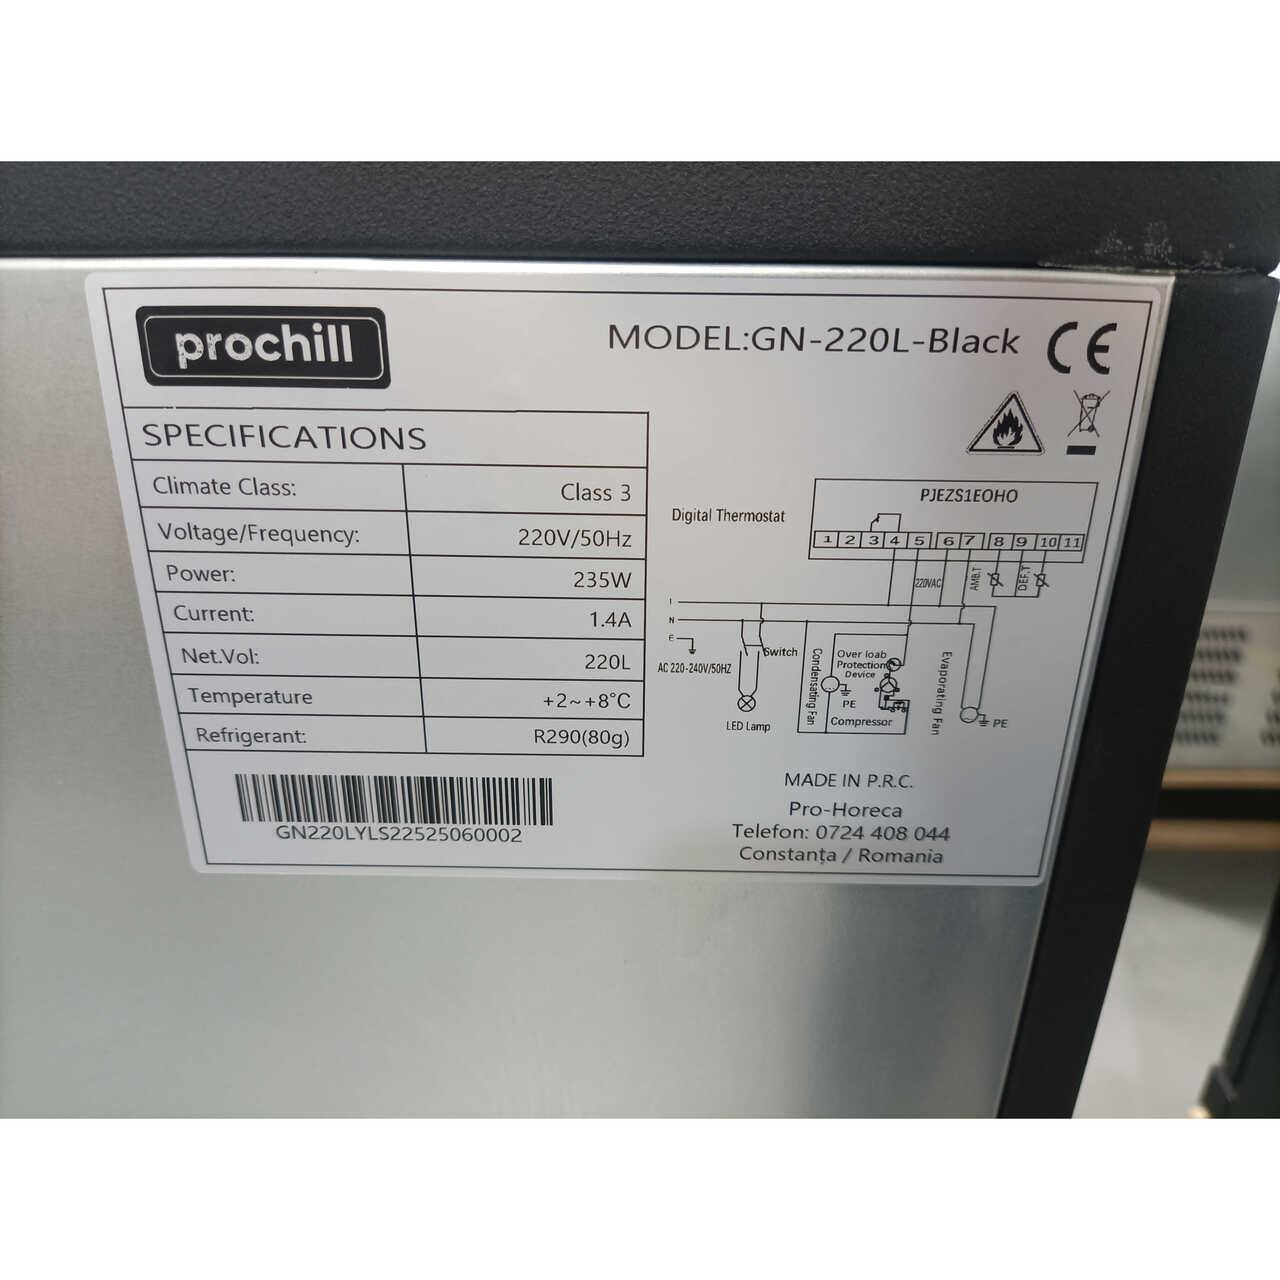 prochill
MODEL:GN-220L-Black
CE
SPECIFICATIONS
Climate Class: Class 3
Voltage/Frequency: 220V/50Hz
Power: 235W
Current: 1.4A
Net.Vol: 220L
Temperature +2~+8°C
Refrigerant: R290(80g)
GN220LYLS22525060002
Digital Thermostat
PJEZS1EOHO
1 2 3 4 5 6 7 8 9 10 11
220VAC
AMB.T
DEF.T
L
N
E
AC 220-240V/50HZ
Switch
LED Lamp
Condensating Fan
Over loab
Protection
Device
PE
Compressor
Evaporating Fan
PE
MADE IN P.R.C.
Pro-Horeca
Telefon: 0724 408 044
Constanța / Romania